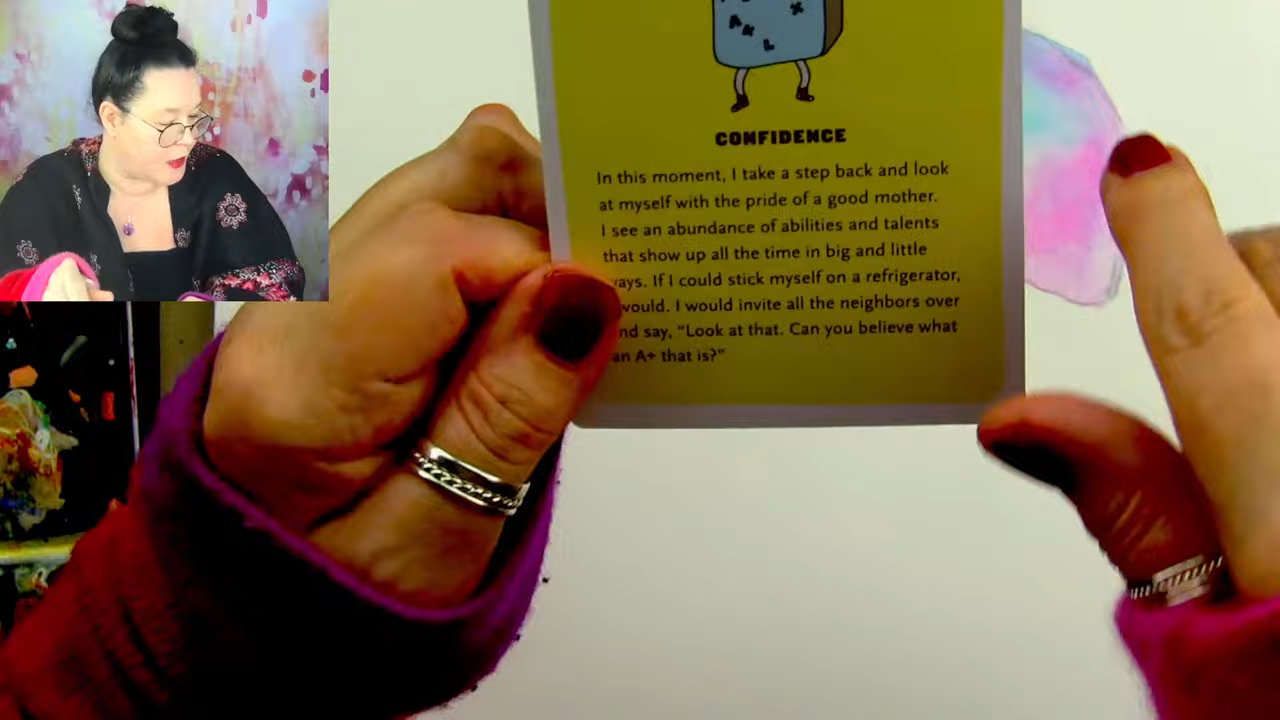 A
K
L
X
CONFIDENCE
In this moment, I take a step back and look
at myself with the pride of a good mother.
I see an abundance of abilities and talents
that show up all the time in big and little
ays. If I could stick myself on a refrigerator,
would. I would invite all the neighbors over
nd say, "Look at that. Can you believe what
an A+ that is?"